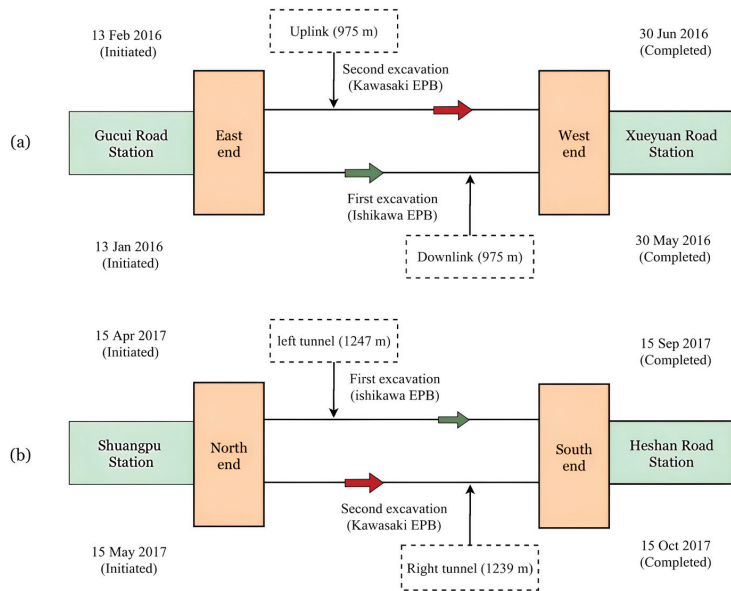 (a)
13 Feb 2016
(Initiated)
Uplink (975 m)
30 Jun 2016
(Completed)
Second excavation
(Kawasaki EPB)
Gucui Road
Station
East
end
West
end
Xueyuan Road
Station
First excavation
(Ishikawa EPB)
13 Jan 2016
(Initiated)
Downlink (975 m)
30 May 2016
(Completed)
(b)
15 Apr 2017
(Initiated)
left tunnel (1247 m)
15 Sep 2017
(Completed)
First excavation
(ishikawa EPB)
Shuangpu
Station
North
end
South
end
Heshan Road
Station
Second excavation
(Kawasaki EPB)
15 May 2017
(Initiated)
Right tunnel (1239 m)
15 Oct 2017
(Completed)